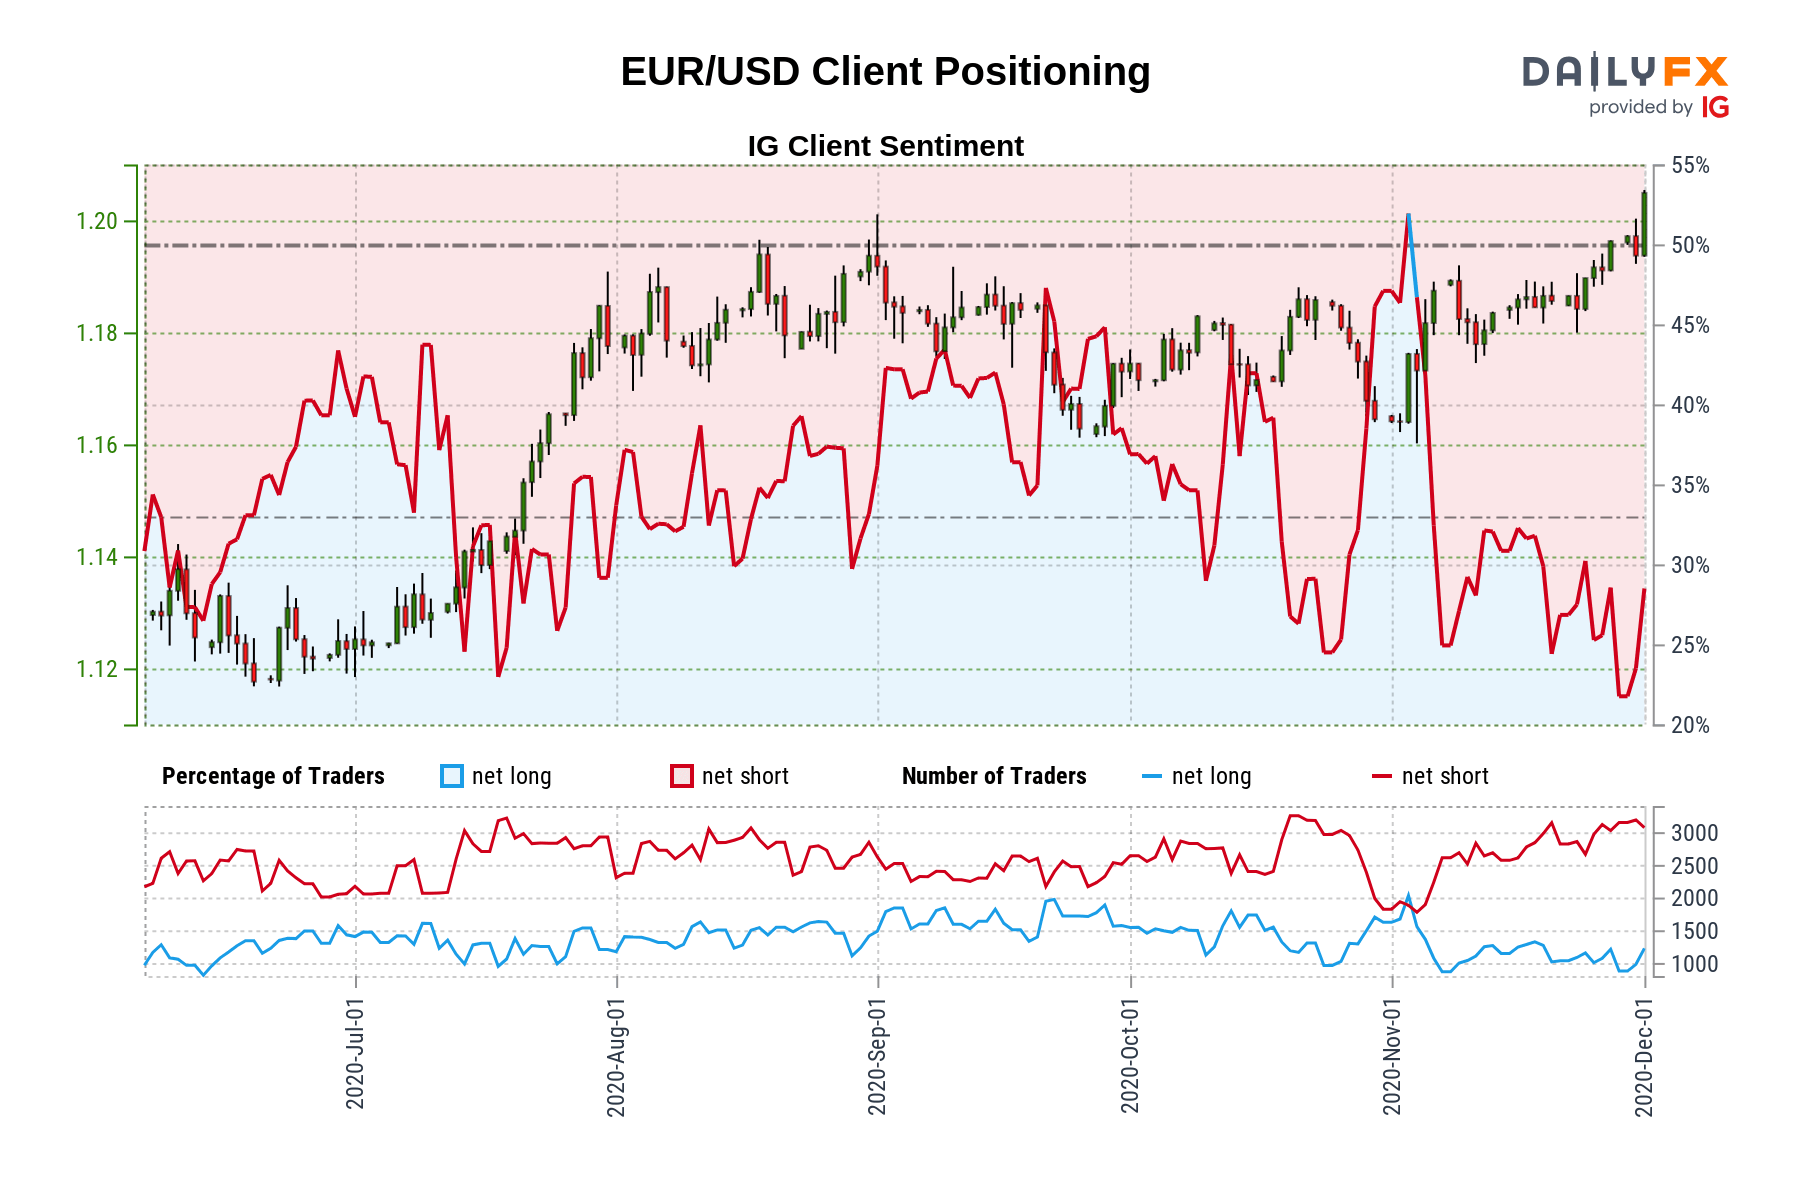 EUR/USD Client Positioning
DAILYFX
provided by IG
IG Client Sentiment
1.20
1.18
1.16
1.14
1.12
55%
50%
45%
40%
35%
30%
25%
20%
Percentage of Traders net long net short Number of Traders net long net short
3000
2500
2000
1500
1000
2020-Jul-01
2020-Aug-01
2020-Sep-01
2020-Oct-01
2020-Nov-01
2020-Dec-01